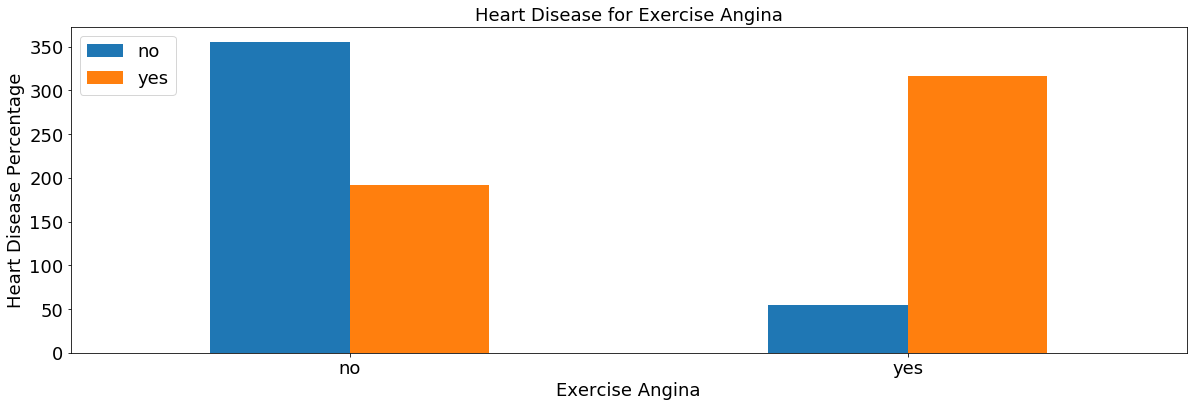 Heart Disease for Exercise Angina
no
yes
Heart Disease Percentage
350
300
250
200
150
100
50
0
no
yes
Exercise Angina